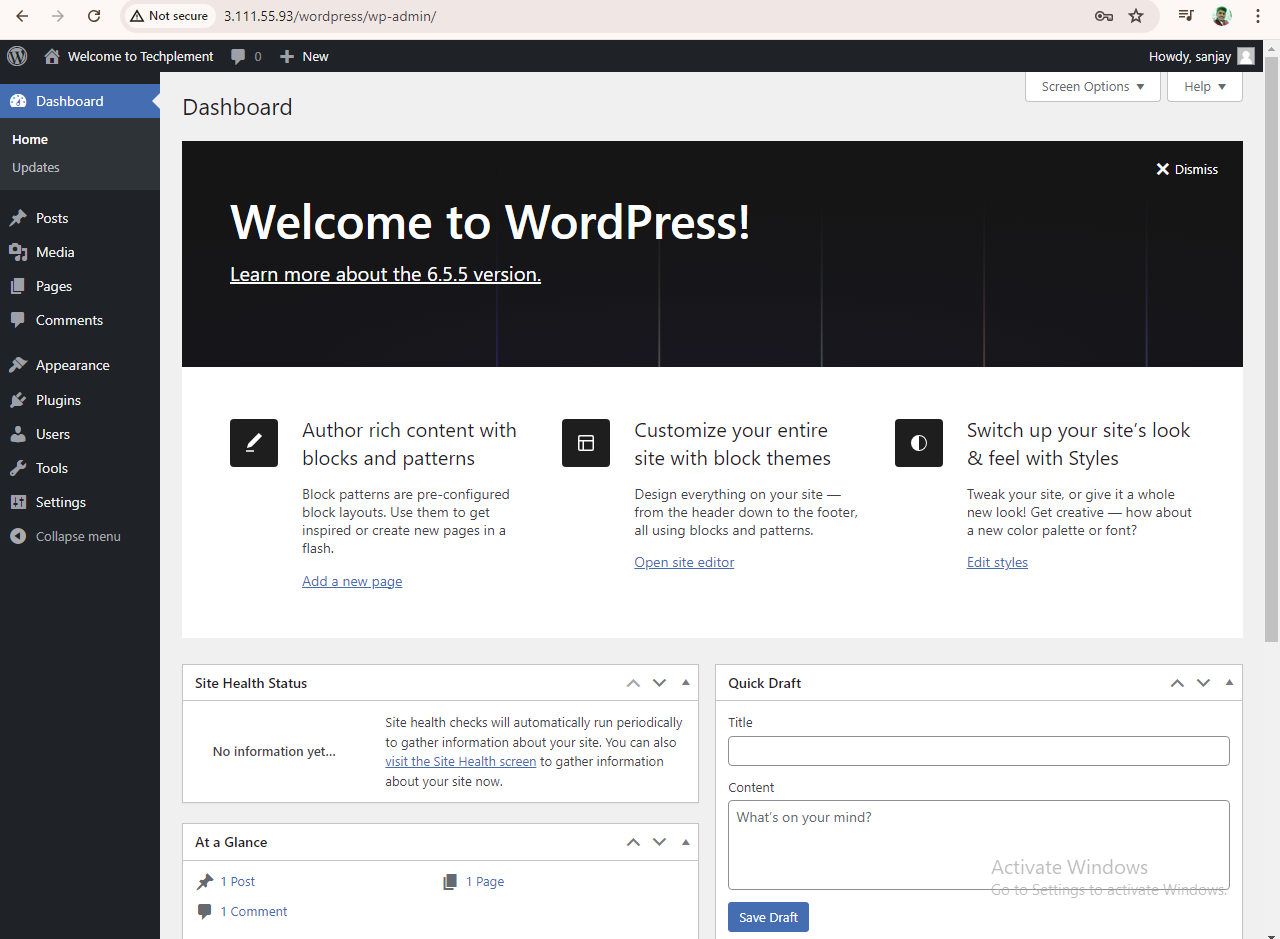 Not secure
3.111.55.93/wordpress/wp-admin/
Welcome to Techplement
0
New
Howdy, sanjay
Dashboard
Home
Updates
Posts
Media
Pages
Comments
Appearance
Plugins
Users
Tools
Settings
Collapse menu
Screen Options
Help
Dashboard
Dismiss
Welcome to WordPress!
Learn more about the 6.5.5 version.
Author rich content with
blocks and patterns
Block patterns are pre-configured
block layouts. Use them to get
inspired or create new pages in a
flash.
Add a new page
Customize your entire
site with block themes
Design everything on your site —
from the header down to the footer,
all using blocks and patterns.
Open site editor
Switch up your site’s look
& feel with Styles
Tweak your site, or give it a whole
new look! Get creative — how about
a new color palette or font?
Edit styles
Site Health Status
No information yet…
Site health checks will automatically run periodically
to gather information about your site. You can also
visit the Site Health screen to gather information
about your site now.
At a Glance
1 Post
1 Page
1 Comment
Quick Draft
Title
Content
What’s on your mind?
Save Draft
Activate Windows
Go to Settings to activate Windows.